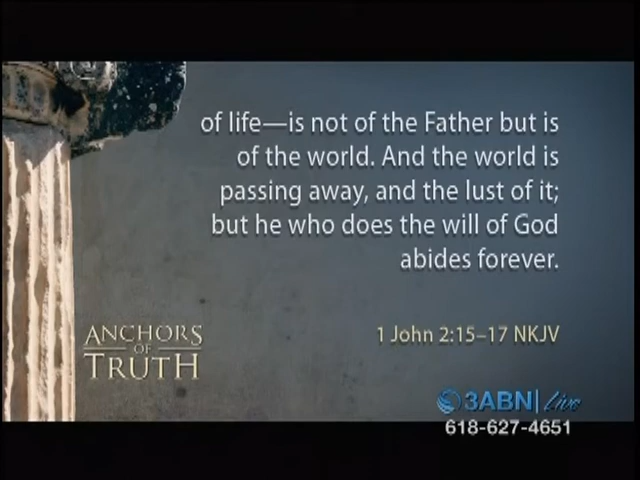 of life—is not of the Father but is
of the world. And the world is
passing away, and the lust of it;
but he who does the will of God
abides forever.
1 John 2:15–17 NKJV
ANCHORS
OF
TRUTH
3ABN Live
618-627-4651